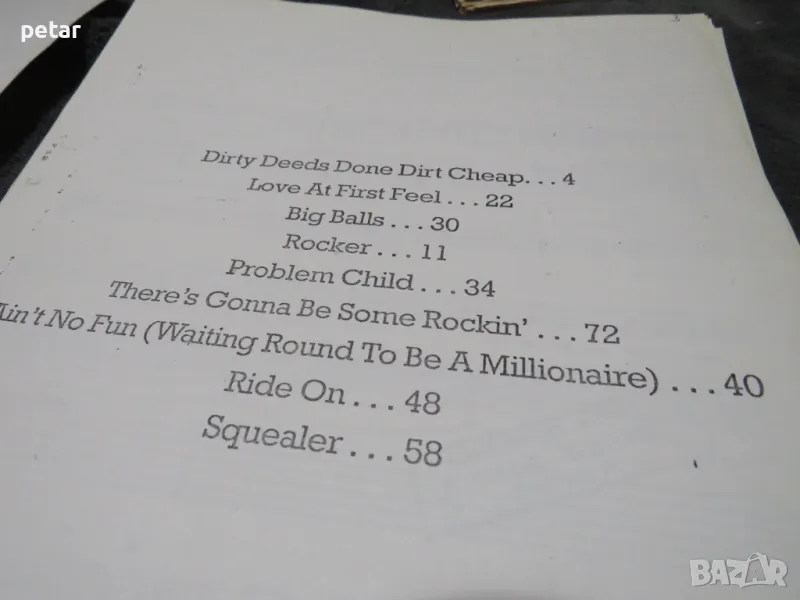 petar
3
Dirty Deeds Done Dirt Cheap. . . 4
Love At First Feel . . . 22
Big Balls . . . 30
Rocker . . . 11
Problem Child . . . 34
There's Gonna Be Some Rockin' . . . 72
Ain't No Fun (Waiting Round To Be A Millionaire) . . . 40
Ride On . . . 48
Squealer . . . 58
BAZAR